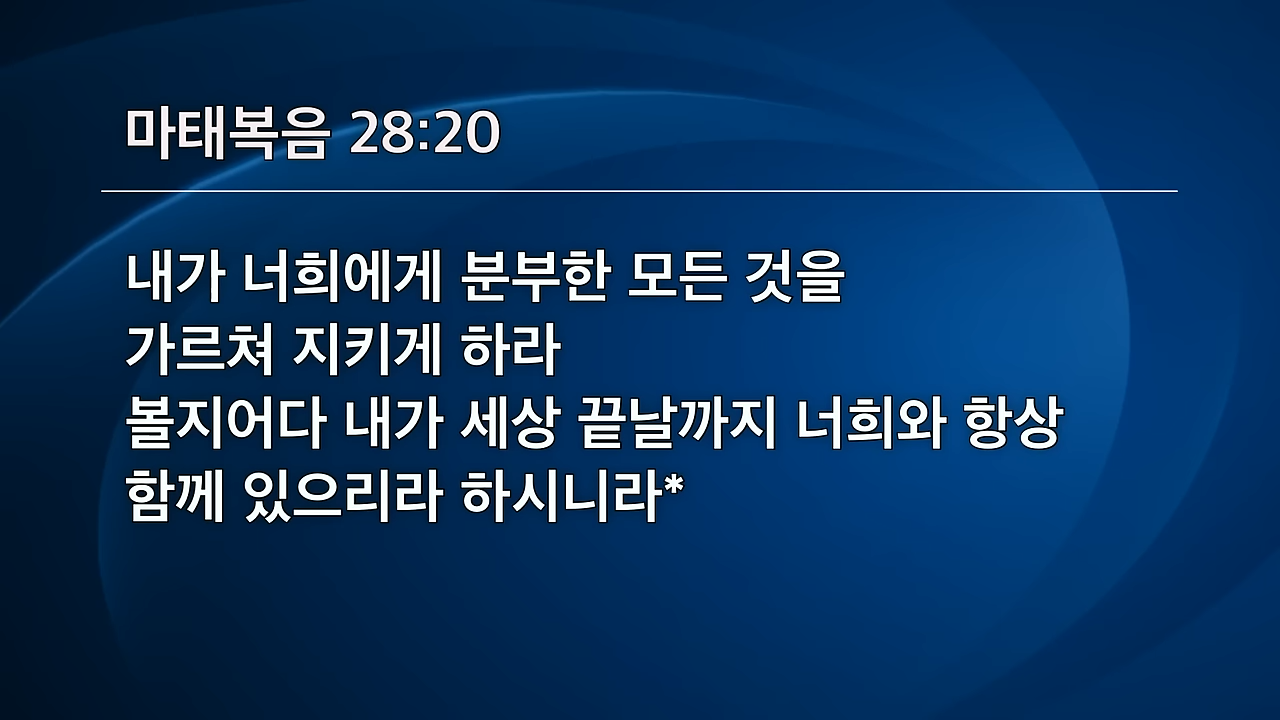 마태복음 28:20
내가 너희에게 분부한 모든 것을
가르쳐 지키게 하라
볼지어다 내가 세상 끝날까지 너희와 항상
함께 있으리라 하시니라*